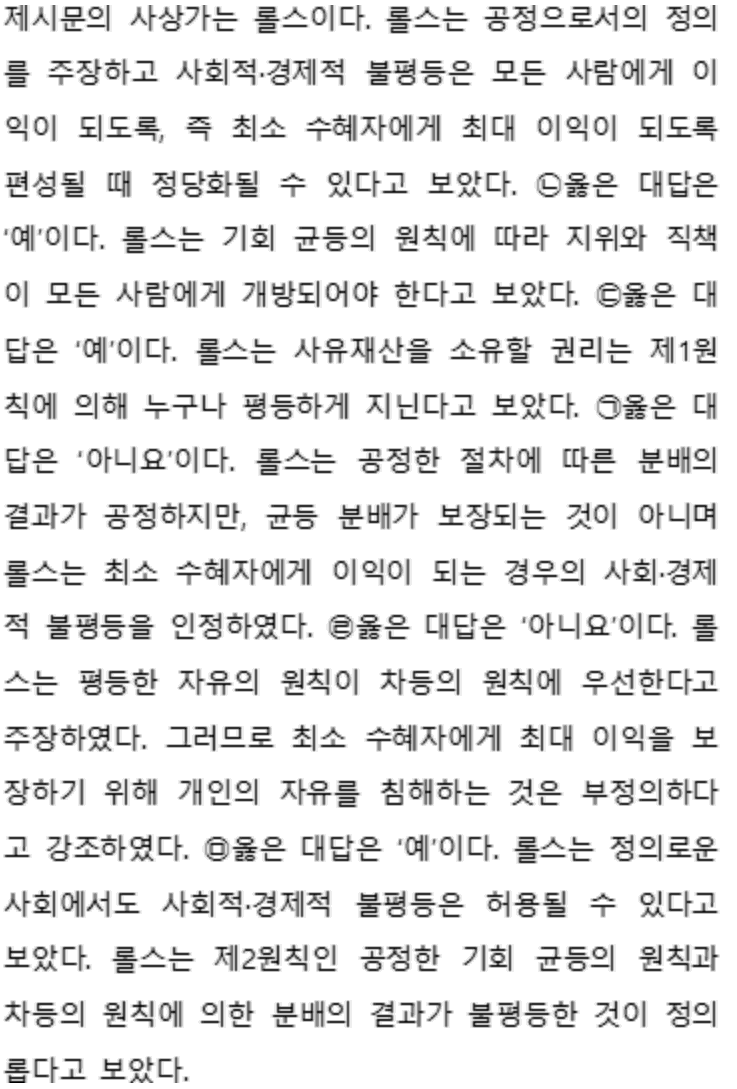 제시문의 사상가는 롤스이다. 롤스는 공정으로서의 정의
를 주장하고 사회적·경제적 불평등은 모든 사람에게 이
익이 되도록, 즉 최소 수혜자에게 최대 이익이 되도록
편성될 때 정당화될 수 있다고 보았다. ㉡옳은 대답은
‘예’이다. 롤스는 기회 균등의 원칙에 따라 지위와 직책
이 모든 사람에게 개방되어야 한다고 보았다. ㉢옳은 대
답은 ‘예’이다. 롤스는 사유재산을 소유할 권리는 제1원
칙에 의해 누구나 평등하게 지닌다고 보았다. ㉠옳은 대
답은 ‘아니요’이다. 롤스는 공정한 절차에 따른 분배의
결과가 공정하지만, 균등 분배가 보장되는 것이 아니며
롤스는 최소 수혜자에게 이익이 되는 경우의 사회·경제
적 불평등을 인정하였다. ㉣옳은 대답은 ‘아니요’이다. 롤
스는 평등한 자유의 원칙이 차등의 원칙에 우선한다고
주장하였다. 그러므로 최소 수혜자에게 최대 이익을 보
장하기 위해 개인의 자유를 침해하는 것은 부정의하다
고 강조하였다. ㉤옳은 대답은 ‘예’이다. 롤스는 정의로운
사회에서도 사회적·경제적 불평등은 허용될 수 있다고
보았다. 롤스는 제2원칙인 공정한 기회 균등의 원칙과
차등의 원칙에 의한 분배의 결과가 불평등한 것이 정의
롭다고 보았다.